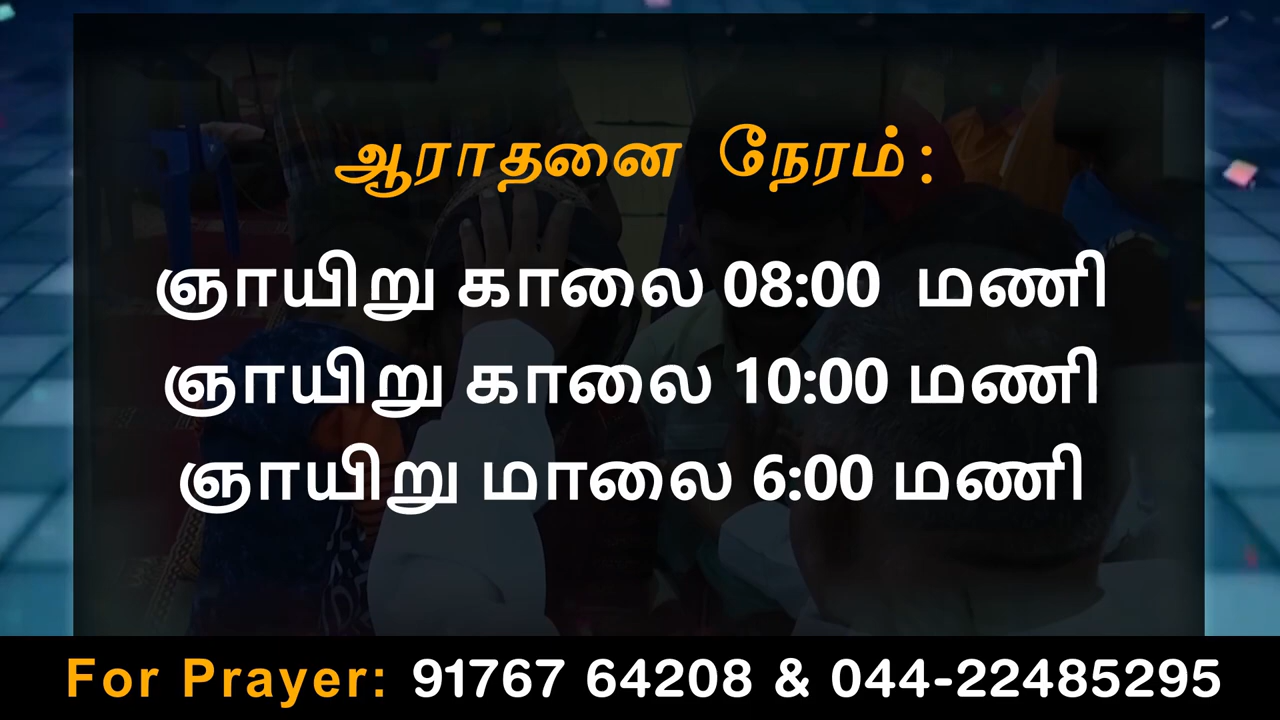 ஆராதனை நேரம் :
ஞாயிறு காலை 08:00 மணி
ஞாயிறு காலை 10:00 மணி
ஞாயிறு மாலை 6:00 மணி
For Prayer: 91767 64208 & 044-22485295